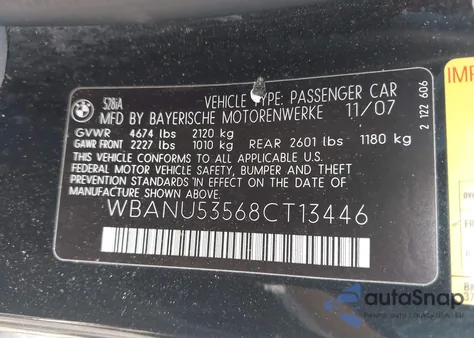 528iA
VEHICLE TYPE: PASSENGER CAR
MFD BY BAYERISCHE MOTORENWERKE 11/07
GVWR 4674 lbs 2120 kg
GAWR FRONT 2227 lbs 1010 kg REAR 2601 lbs 1180 kg
THIS VEHICLE CONFORMS TO ALL APPLICABLE U.S.
FEDERAL MOTOR VEHICLE SAFETY, BUMPER, AND THEFT
PREVENTION STANDARDS IN EFFECT ON THE DATE OF
MANUFACTURE SHOWN ABOVE.
WBANU53568CT13446
2 122 606
IMP
autoSnap